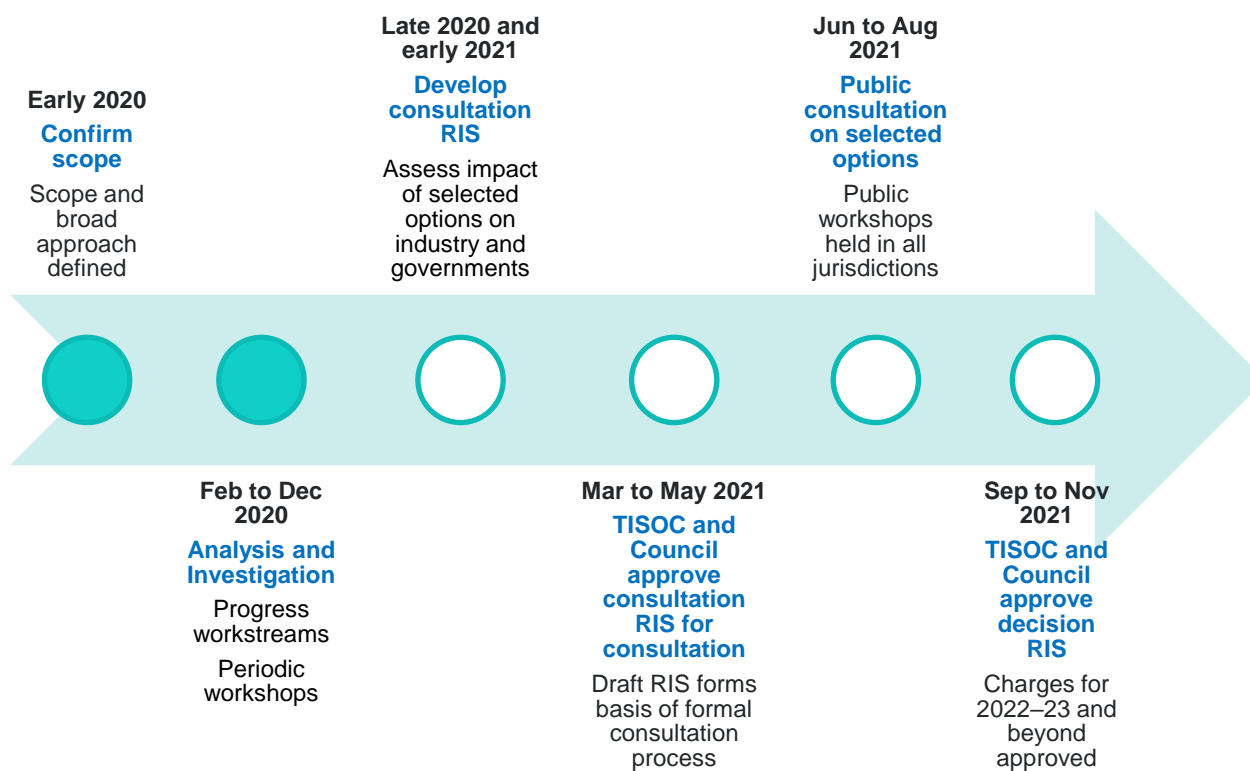 Early 2020
Confirm
scope
Scope and
broad
approach
defined
Feb to Dec
2020
Analysis and
Investigation
Progress
workstreams
Periodic
workshops
Late 2020 and
early 2021
Develop
consultation
RIS
Assess impact
of selected
options on
industry and
governments
Mar to May 2021
TISOC and
Council
approve
consultation
RIS for
consultation
Draft RIS forms
basis of formal
consultation
process
Jun to Aug
2021
Public
consultation
on selected
options
Public
workshops
held in all
jurisdictions
Sep to Nov
2021
TISOC and
Council
approve
decision
RIS
Charges for
2022–23 and
beyond
approved